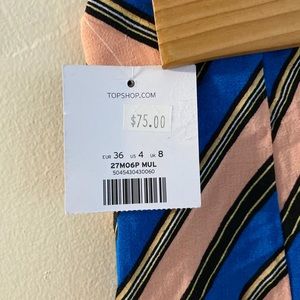 TOPSHOP.COM
$75.00
EUR 36 US 4 UK 8
27M06P MUL
5045430430060